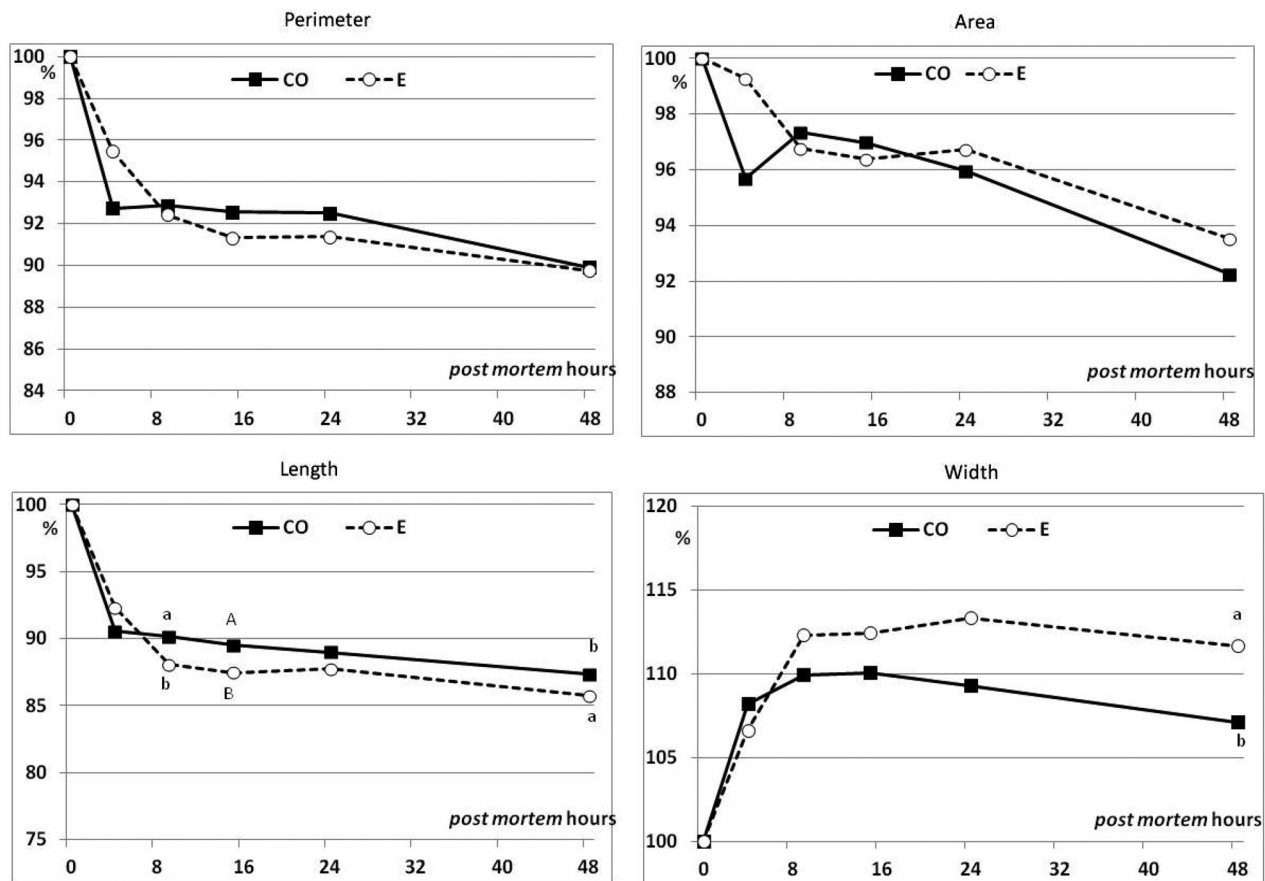 Perimeter
100
%
CO E
98
96
94
92
90
88
86
post mortem hours
84
0 8 16 24 32 40 48
Area
100
%
CO E
98
96
94
92
90
post mortem hours
88
0 8 16 24 32 40 48
Length
100
%
CO E
95
a A
90
b
b B
85
a
80
post mortem hours
75
0 8 16 24 32 40 48
Width
120
%
CO E
115
a
110
b
105
post mortem hours
100
0 8 16 24 32 40 48